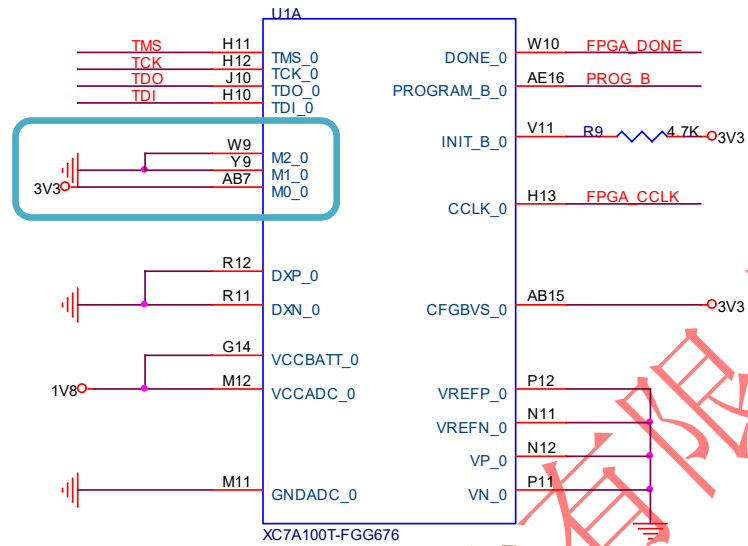 U1A
TMS H11 TMS_0
TCK H12 TCK_0
TDO J10 TDO_0
TDI H10 TDI_0
W9 M2_0
Y9 M1_0
3V3 AB7 M0_0
R12 DXP_0
R11 DXN_0
G14 VCCBATT_0
1V8 M12 VCCADC_0
M11 GNDADC_0
DONE_0 W10 FPGA_DONE
PROGRAM_B_0 AE16 PROG_B
INIT_B_0 V11 R9 4.7K 3V3
CCLK_0 H13 FPGA_CCLK
CFGBVS_0 AB15 3V3
VREFP_0 P12
VREFN_0 N11
VP_0 N12
VN_0 P11
XC7A100T-FGG676
有限